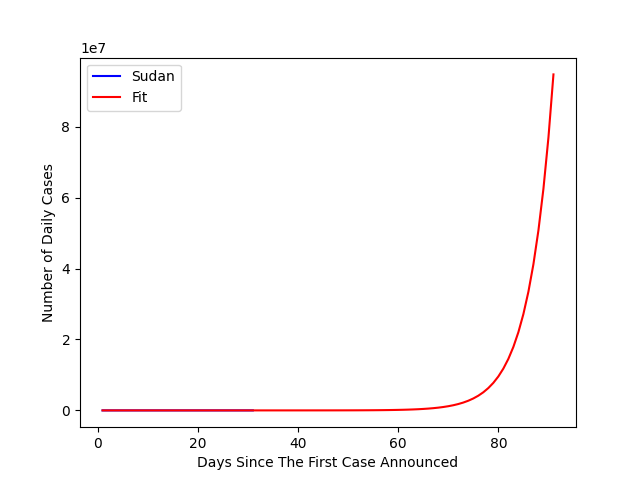 1e7
Sudan
Fit
8
6
4
2
0
Number of Daily Cases
0 20 40 60 80
Days Since The First Case Announced